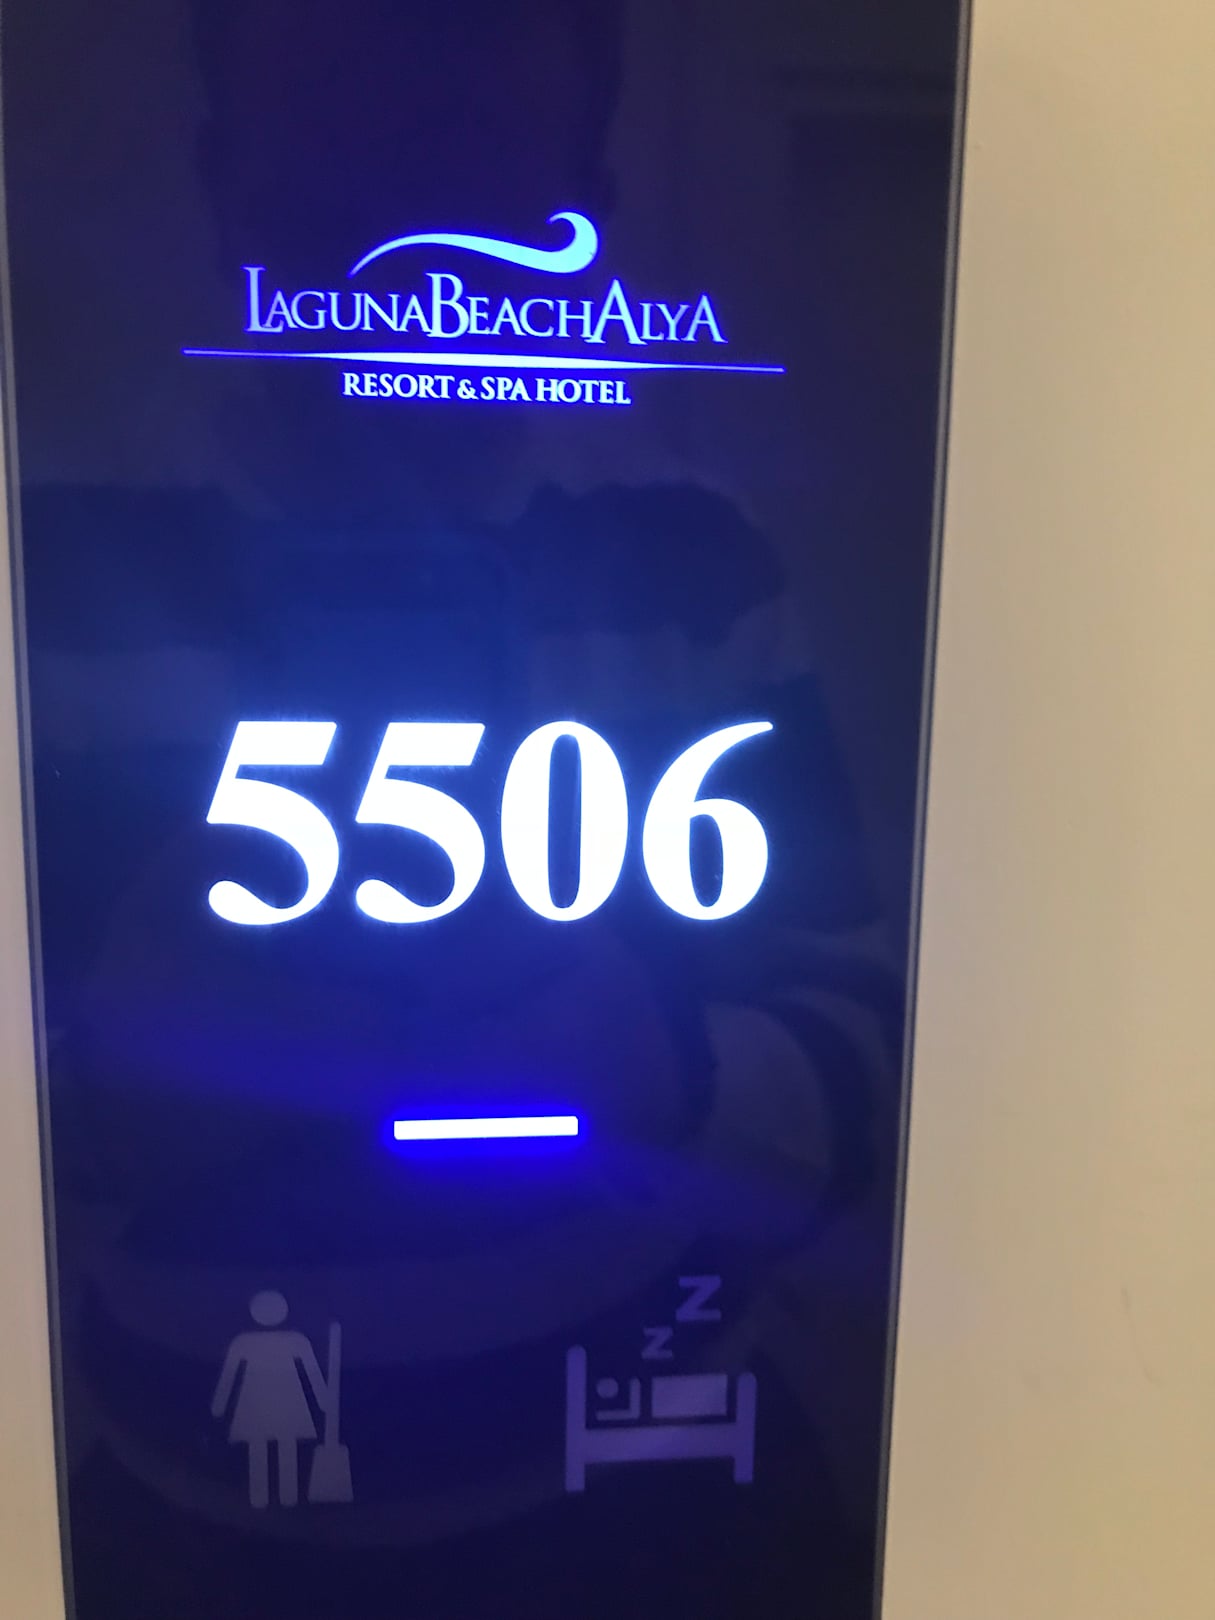 LAGUNABEACHALYA
RESORT & SPA HOTEL
5506
Z
Z